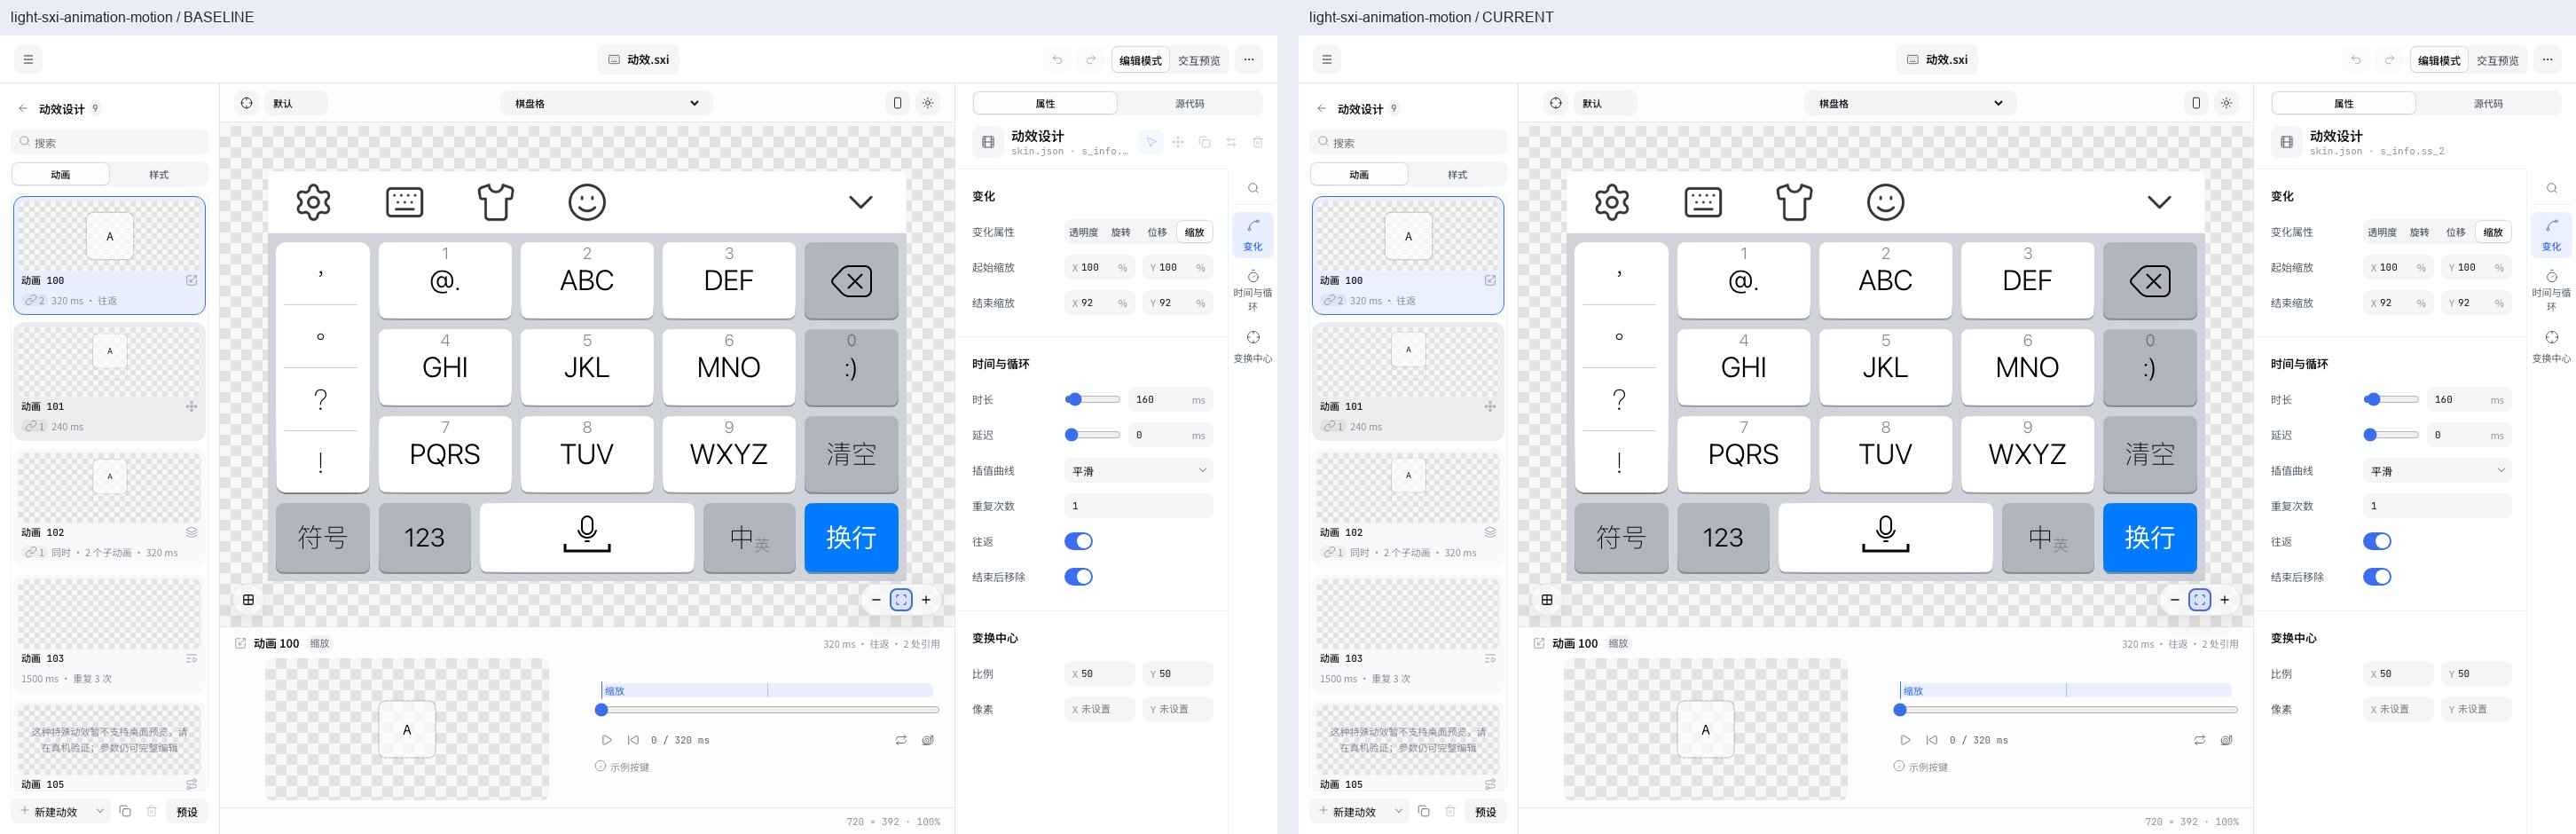 light-sxi-animation-motion / BASELINE
动效.sxi
编辑模式 交互预览
动效设计 9
搜索
动画 样式
A
动画 100
2 320 ms • 往返
A
动画 101
1 240 ms
A
动画 102
1 同时 • 2 个子动画 • 320 ms
动画 103
1500 ms • 重复 3 次
这种特殊动效暂不支持桌面预览，请
在真机验证；参数仍可完整编辑
动画 105
新建动效 预设
默认 棋盘格
1 2 3
, @. ABC DEF
4 5 6 0
。 GHI JKL MNO :)
?
7 8 9
! PQRS TUV WXYZ 清空
符号 123 中英 换行
动画 100 缩放 320 ms • 往返 • 2 处引用
A
缩放
0 / 320 ms
示例按键
720 × 392 · 100%
属性 源代码
动效设计
skin.json · s_info.…
变化
变化属性 透明度 旋转 位移 缩放
起始缩放 X 100 % Y 100 %
结束缩放 X 92 % Y 92 %
时间与循环
时长 160 ms
延迟 0 ms
插值曲线 平滑
重复次数 1
往返
结束后移除
变换中心
比例 X 50 Y 50
像素 X 未设置 Y 未设置
变化
时间与循
环
变换中心
light-sxi-animation-motion / CURRENT
动效.sxi
编辑模式 交互预览
动效设计 9
搜索
动画 样式
A
动画 100
2 320 ms • 往返
A
动画 101
1 240 ms
A
动画 102
1 同时 • 2 个子动画 • 320 ms
动画 103
1500 ms • 重复 3 次
这种特殊动效暂不支持桌面预览，请
在真机验证；参数仍可完整编辑
动画 105
新建动效 预设
默认 棋盘格
1 2 3
, @. ABC DEF
4 5 6 0
。 GHI JKL MNO :)
?
7 8 9
! PQRS TUV WXYZ 清空
符号 123 中英 换行
动画 100 缩放 320 ms • 往返 • 2 处引用
A
缩放
0 / 320 ms
示例按键
720 × 392 · 100%
属性 源代码
动效设计
skin.json · s_info.ss_2
变化
变化属性 透明度 旋转 位移 缩放
起始缩放 X 100 % Y 100 %
结束缩放 X 92 % Y 92 %
时间与循环
时长 160 ms
延迟 0 ms
插值曲线 平滑
重复次数 1
往返
结束后移除
变换中心
比例 X 50 Y 50
像素 X 未设置 Y 未设置
变化
时间与循
环
变换中心